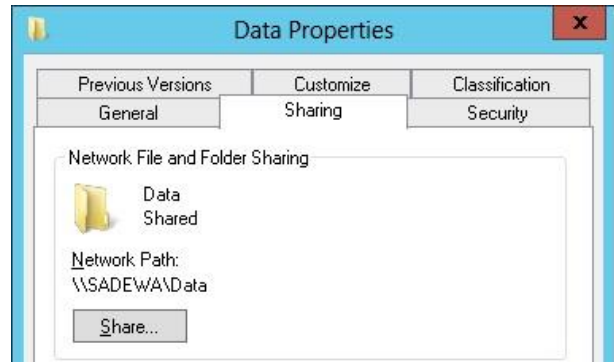 Data Properties
x
Previous Versions Customize Classification
General Sharing Security
Network File and Folder Sharing
Data
Shared
Network Path:
\\SADEWA\Data
Share...